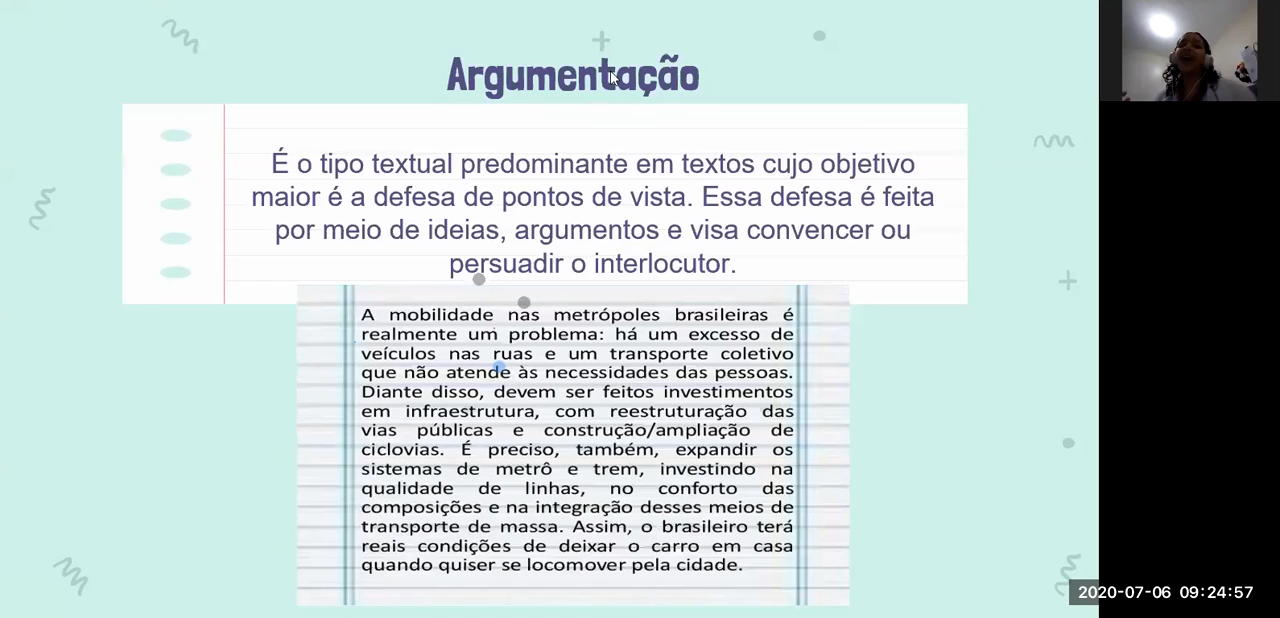 Argumentação
É o tipo textual predominante em textos cujo objetivo
maior é a defesa de pontos de vista. Essa defesa é feita
por meio de ideias, argumentos e visa convencer ou
persuadir o interlocutor.
A mobilidade nas metrópoles brasileiras é
realmente um problema: há um excesso de
veículos nas ruas e um transporte coletivo
que não atende às necessidades das pessoas.
Diante disso, devem ser feitos investimentos
em infraestrutura, com reestruturação das
vias públicas e construção/ampliação de
ciclovias. É preciso, também, expandir os
sistemas de metrô e trem, investindo na
qualidade de linhas, no conforto das
composições e na integração desses meios de
transporte de massa. Assim, o brasileiro terá
reais condições de deixar o carro em casa
quando quiser se locomover pela cidade.
2020-07-06 09:24:57